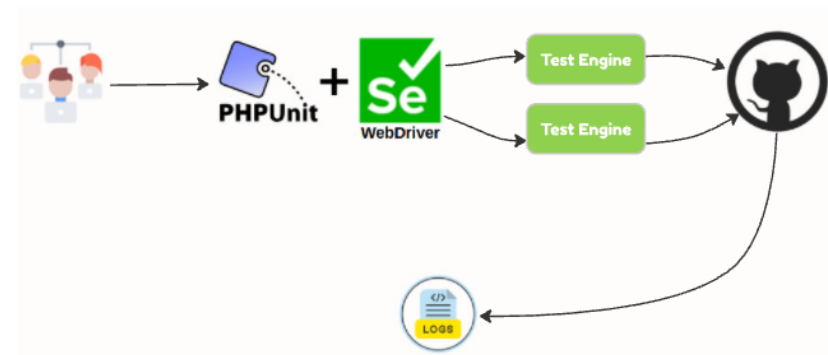 PHPUnit
+
Se
WebDriver
Test Engine
Test Engine
</>
LOGS